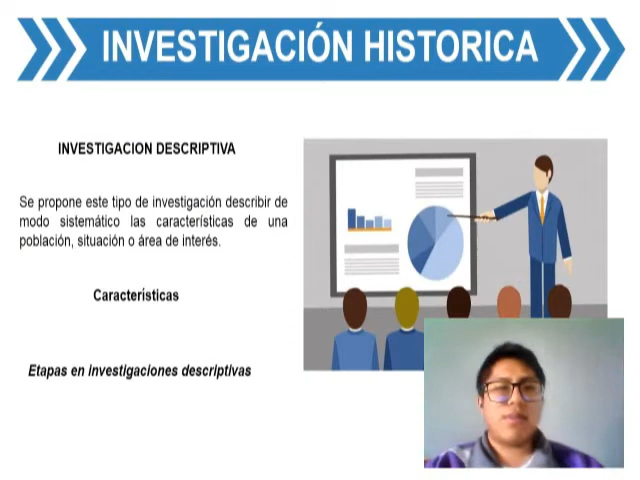 INVESTIGACIÓN HISTORICA
INVESTIGACION DESCRIPTIVA
Se propone este tipo de investigación describir de
modo sistemático las características de una
población, situación o área de interés.
Características
Etapas en investigaciones descriptivas